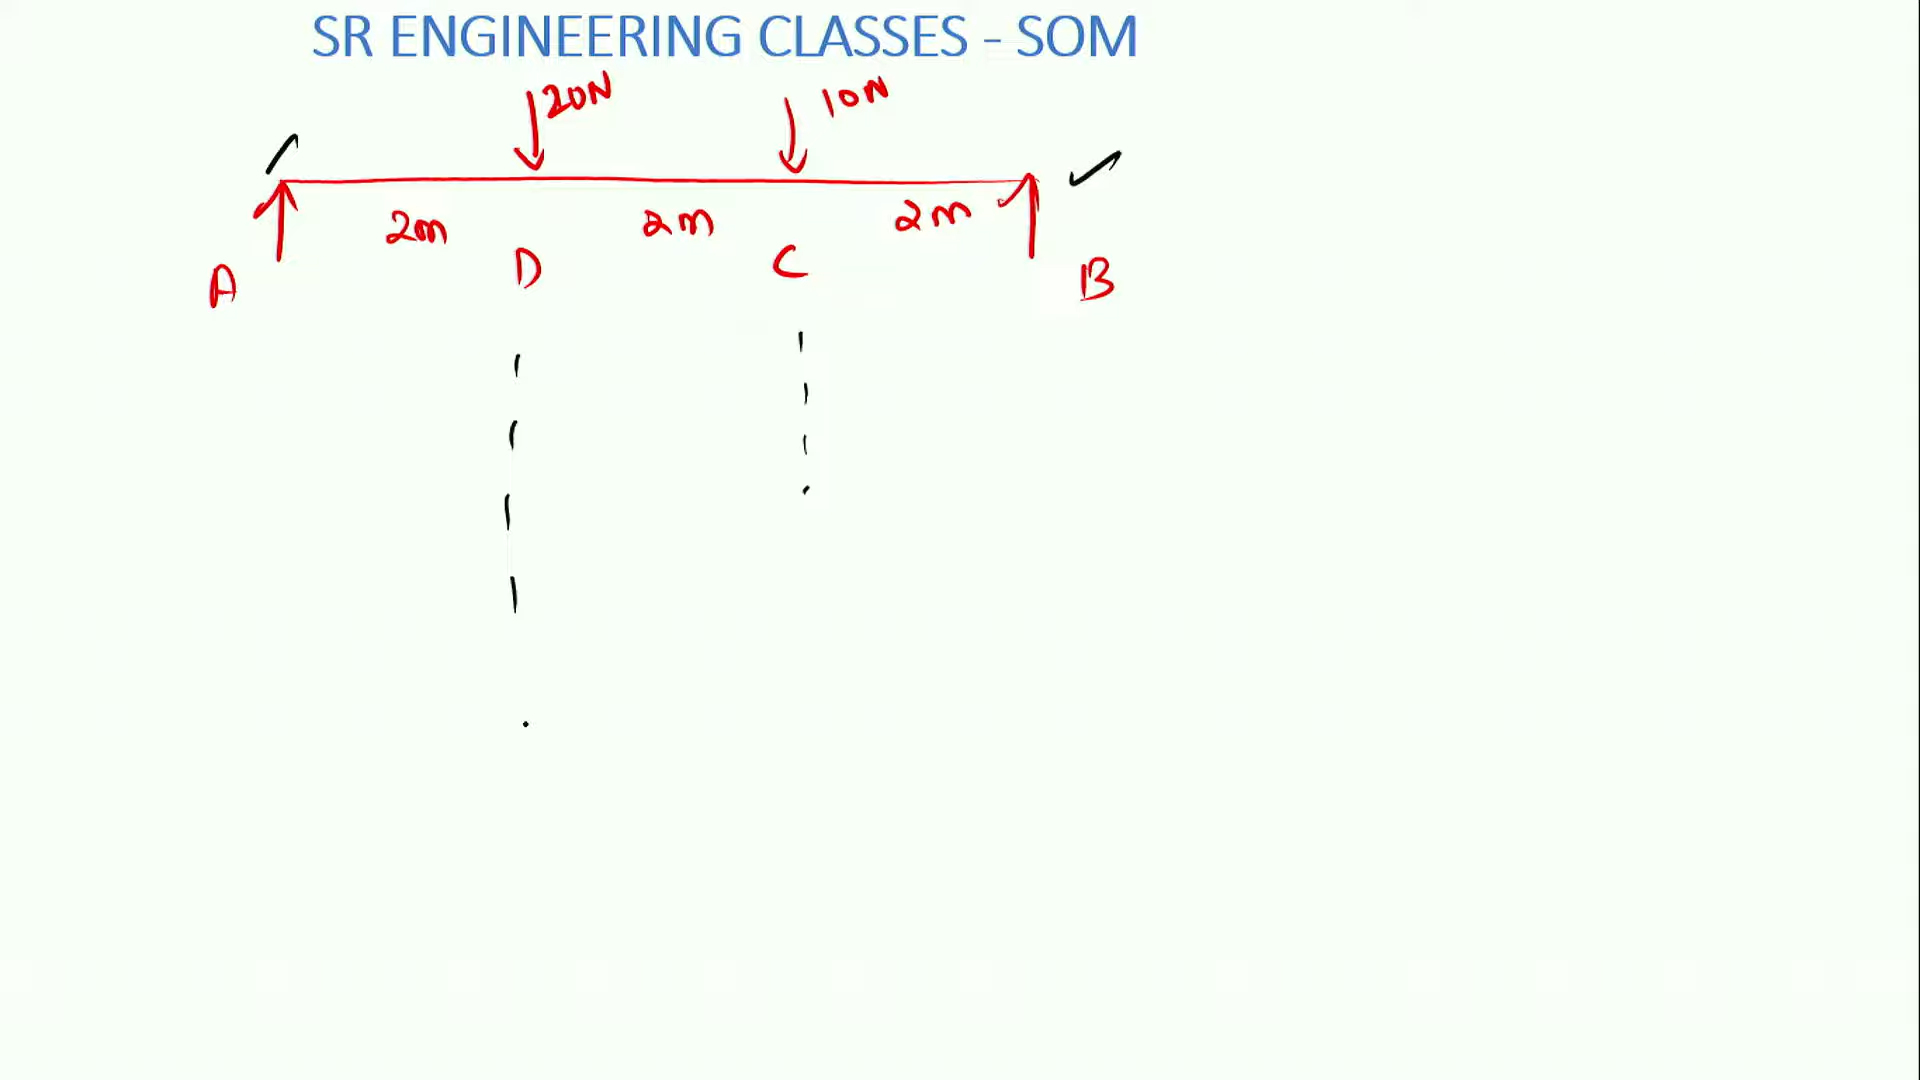 SR ENGINEERING CLASSES - SOM
20N 10N
2m 2m 2m
A D C B